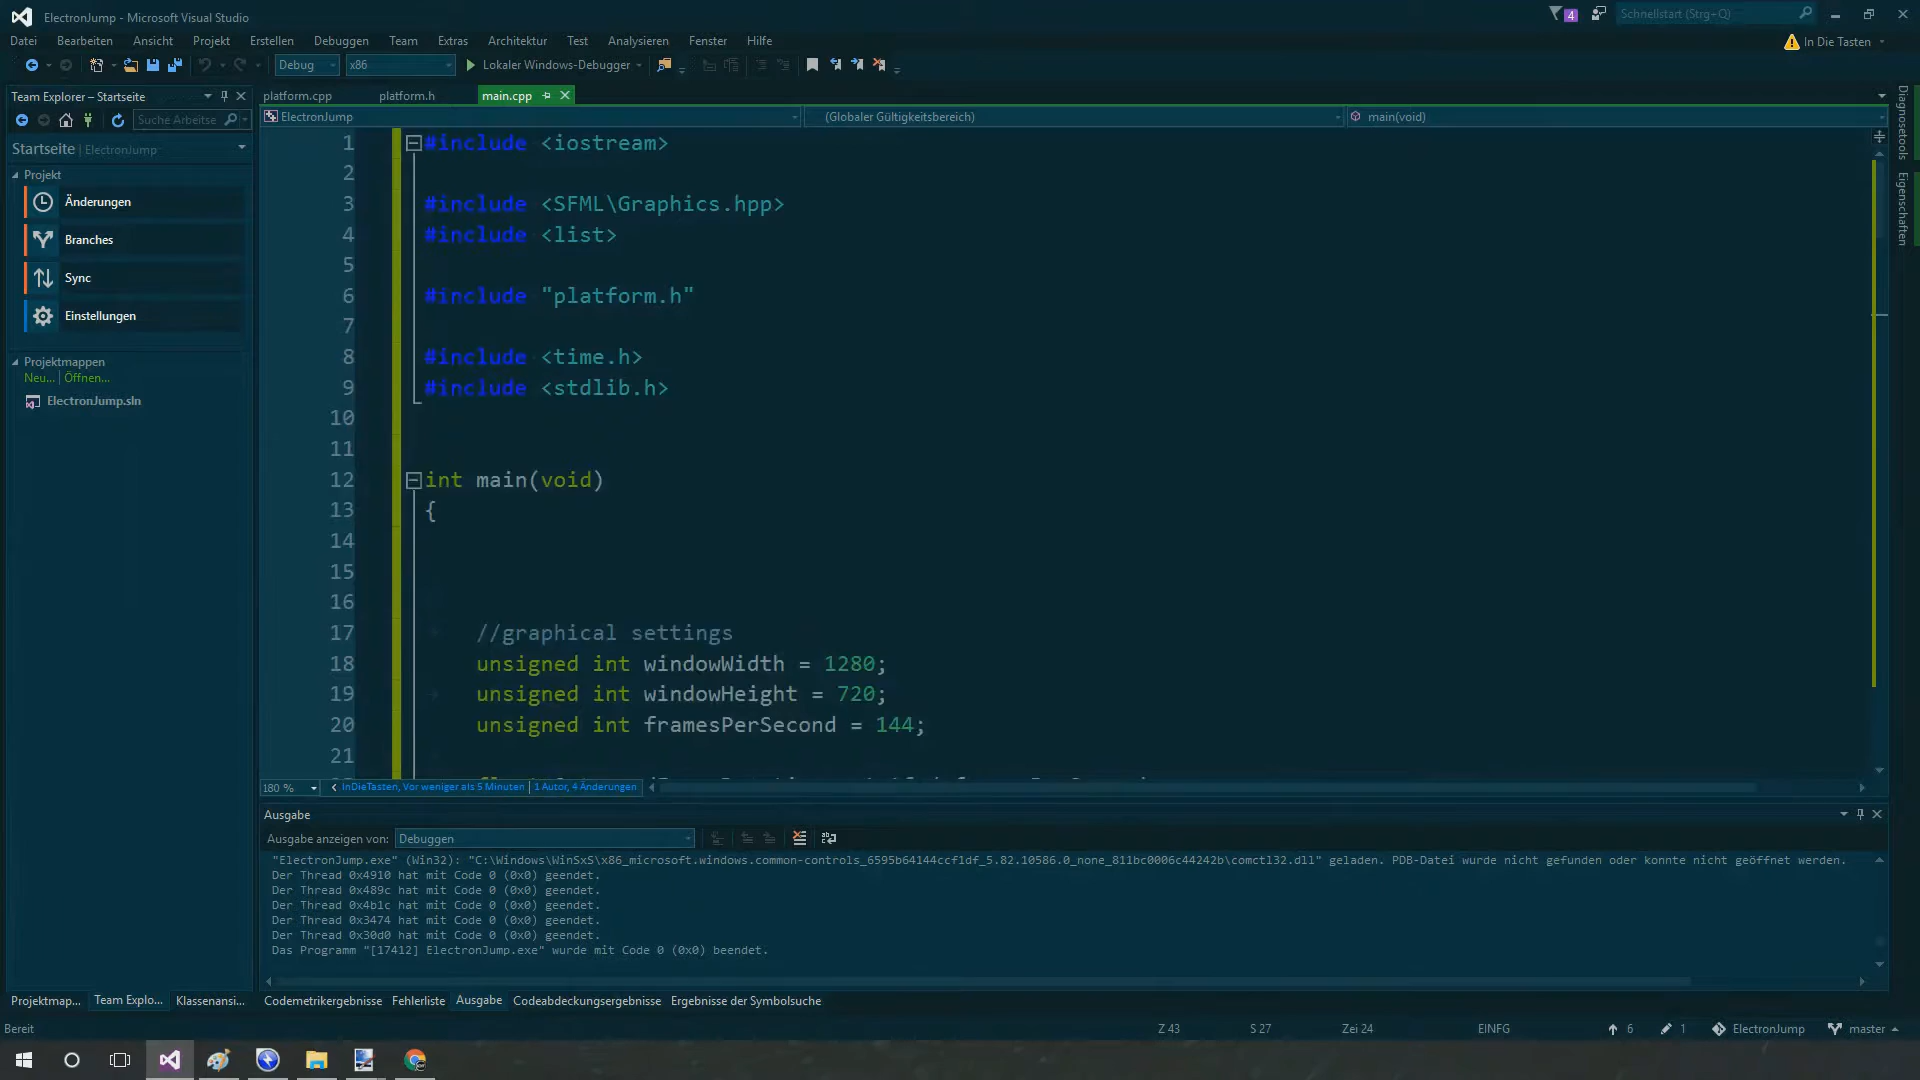 ElectronJump - Microsoft Visual Studio
4
Schnellstart (Strg+Q)
Datei Bearbeiten Ansicht Projekt Erstellen Debuggen Team Extras Architektur Test Analysieren Fenster Hilfe
In Die Tasten
Debug x86 Lokaler Windows-Debugger
Team Explorer – Startseite
platform.cpp platform.h main.cpp
Suche Arbeitse
ElectronJump (Globaler Gültigkeitsbereich) main(void)
Startseite | ElectronJump
Projekt
Änderungen
Branches
Sync
Einstellungen
Projektmappen
Neu... | Öffnen...
ElectronJump.sln
1 #include <iostream>
2
3 #include <SFML\Graphics.hpp>
4 #include <list>
5
6 #include "platform.h"
7
8 #include <time.h>
9 #include <stdlib.h>
10
11
12 int main(void)
13 {
14
15
16
17 //graphical settings
18 unsigned int windowWidth = 1280;
19 unsigned int windowHeight = 720;
20 unsigned int framesPerSecond = 144;
21
Diagnosetools
Eigenschaften
180 % InDieTasten, Vor weniger als 5 Minuten | 1 Autor, 4 Änderungen
Ausgabe
Ausgabe anzeigen von: Debuggen
"ElectronJump.exe" (Win32): "C:\Windows\WinSxS\x86_microsoft.windows.common-controls_6595b64144ccf1df_5.82.10586.0_none_811bc0006c44242b\comctl32.dll" geladen. PDB-Datei wurde nicht gefunden oder konnte nicht geöffnet werden.
Der Thread 0x4910 hat mit Code 0 (0x0) geendet.
Der Thread 0x489c hat mit Code 0 (0x0) geendet.
Der Thread 0x4b1c hat mit Code 0 (0x0) geendet.
Der Thread 0x3474 hat mit Code 0 (0x0) geendet.
Der Thread 0x30d0 hat mit Code 0 (0x0) geendet.
Das Programm "[17412] ElectronJump.exe" wurde mit Code 0 (0x0) beendet.
Projektmap... Team Explo... Klassenansi... Codemetrikergebnisse Fehlerliste Ausgabe Codeabdeckungsergebnisse Ergebnisse der Symbolsuche
Bereit Z 43 S 27 Zei 24 EINFG 6 1 ElectronJump master